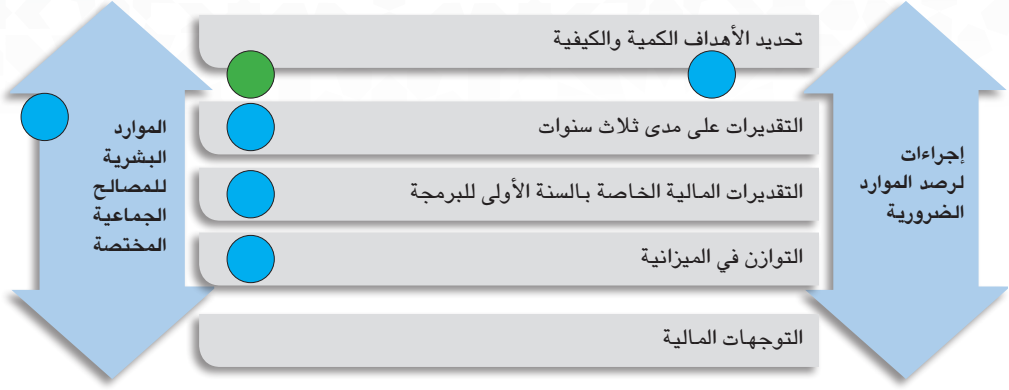 تحديد الأهداف الكمية والكيفية
التقديرات على مدى ثلاث سنوات
التقديرات المالية الخاصة بالسنة الأولى للبرمجة
التوازن في الميزانية
التوجهات المالية
إجراءات
لرصد الموارد
الضرورية
الموارد
البشرية
للمصالح
الجماعية
المختصة